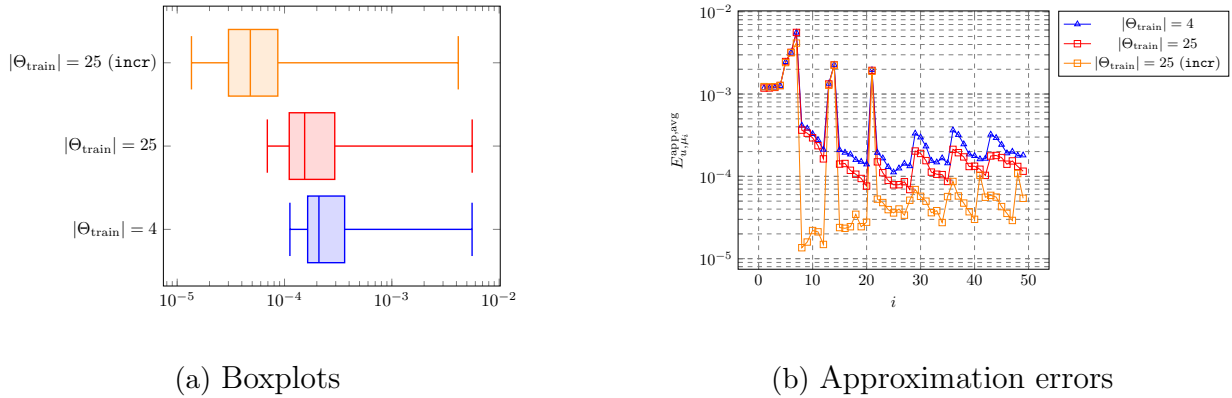 |Θtrain| = 25 (incr)
|Θtrain| = 25
|Θtrain| = 4
10^-5 10^-4 10^-3 10^-2
(a) Boxplots
10^-2
10^-3
10^-4
10^-5
E^app,avg_u_i,μ_i
0 10 20 30 40 50
i
|Θtrain| = 4
|Θtrain| = 25
|Θtrain| = 25 (incr)
(b) Approximation errors